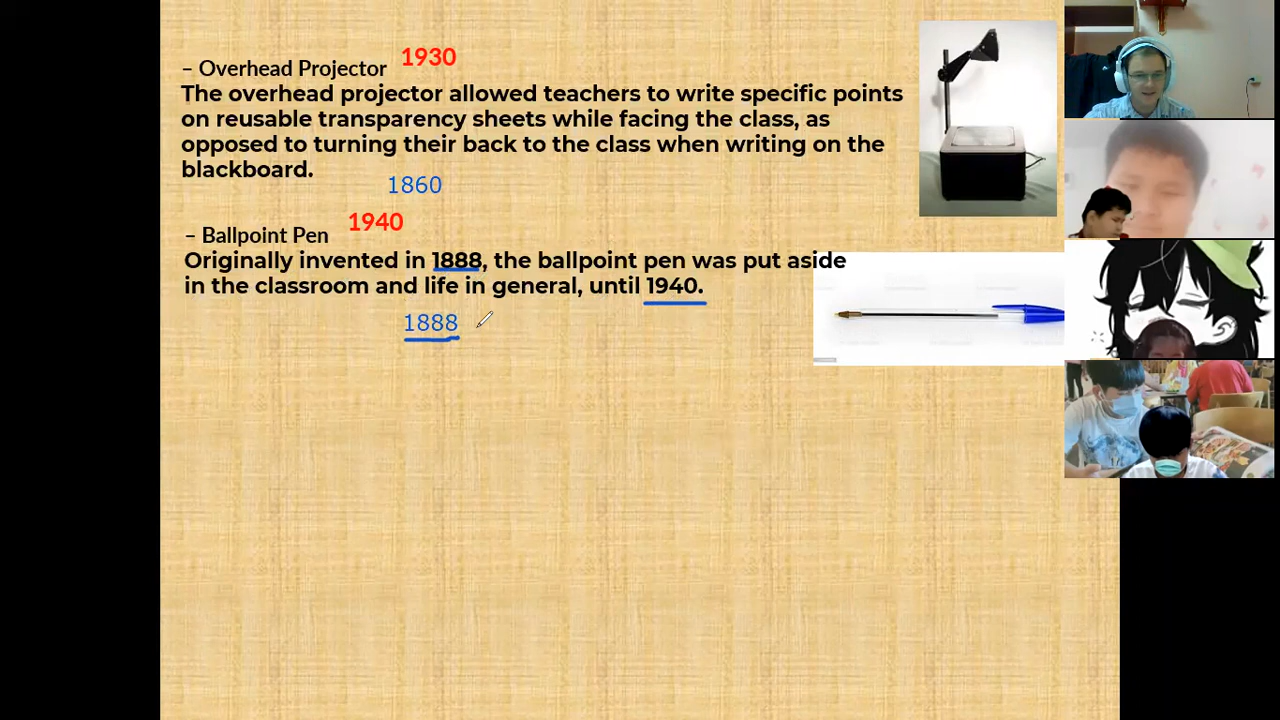 – Overhead Projector 1930
The overhead projector allowed teachers to write specific points
on reusable transparency sheets while facing the class, as
opposed to turning their back to the class when writing on the
blackboard.
1860
– Ballpoint Pen 1940
Originally invented in 1888, the ballpoint pen was put aside
in the classroom and life in general, until 1940.
1888